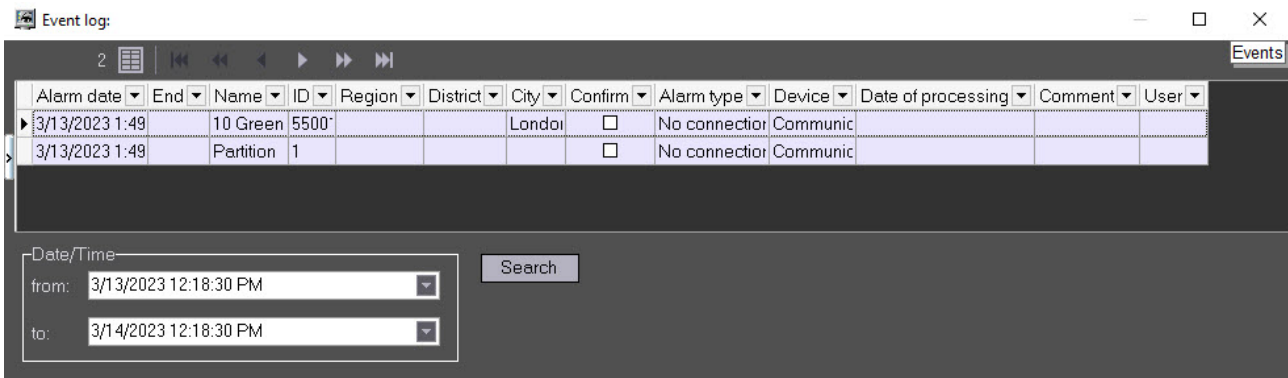 Event log:
2
Events
Alarm date End Name ID Region District City Confirm Alarm type Device Date of processing Comment User
3/13/2023 1:49 10 Green 5500 Londo No connection Communic
3/13/2023 1:49 Partition 1 No connection Communic
Date/Time
from: 3/13/2023 12:18:30 PM
Search
to: 3/14/2023 12:18:30 PM